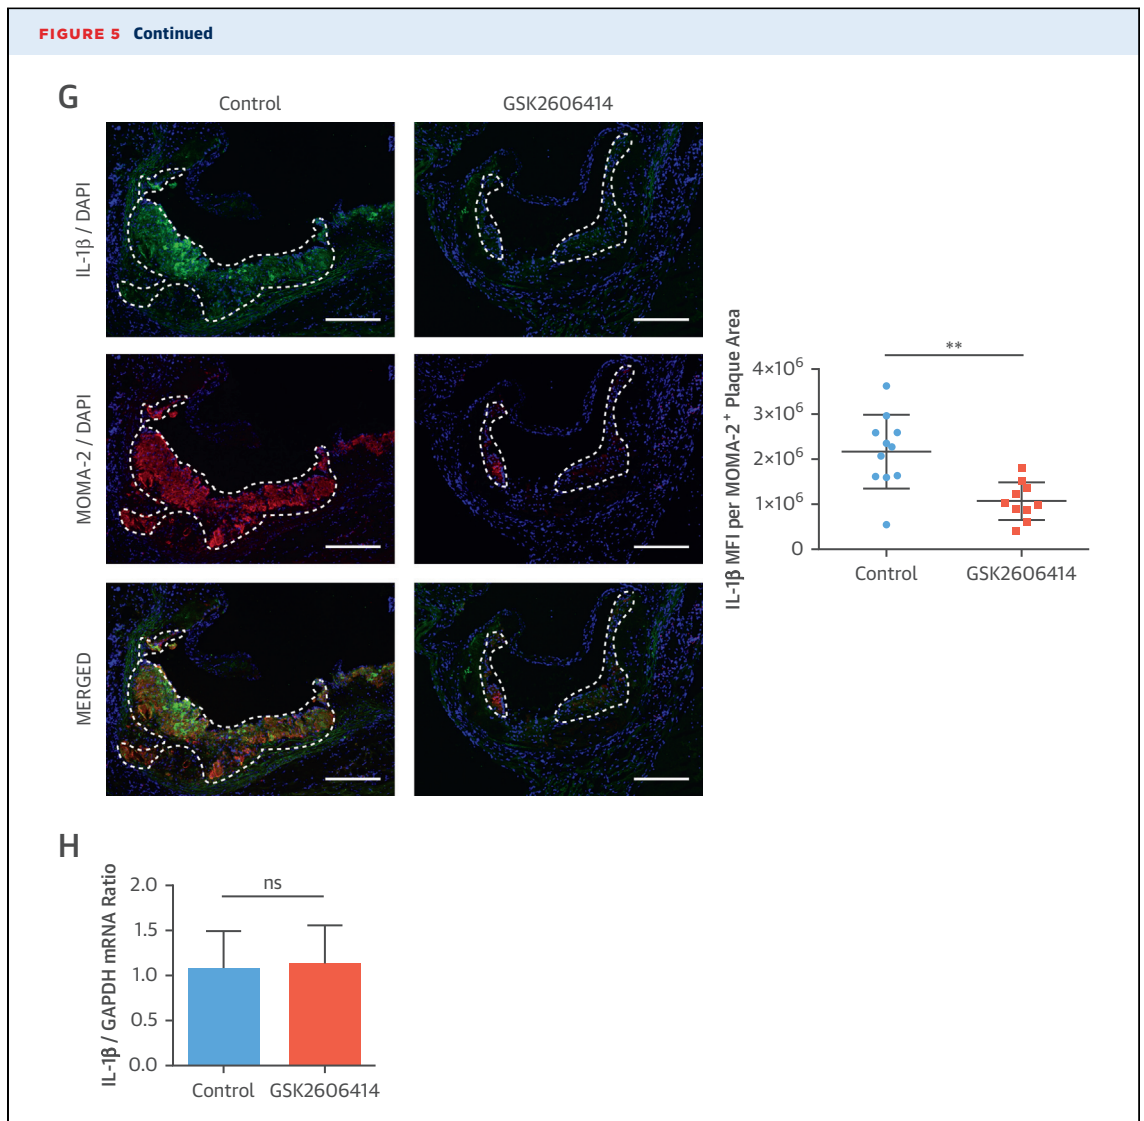 FIGURE 5 Continued
G
Control
GSK2606414
IL-1β / DAPI
MOMA-2 / DAPI
MERGED
IL-1β MFI per MOMA-2⁺ Plaque Area
4×10⁶
3×10⁶
2×10⁶
1×10⁶
0
**
Control
GSK2606414
H
IL-1β / GAPDH mRNA Ratio
2.0
1.5
1.0
0.5
0.0
ns
Control
GSK2606414